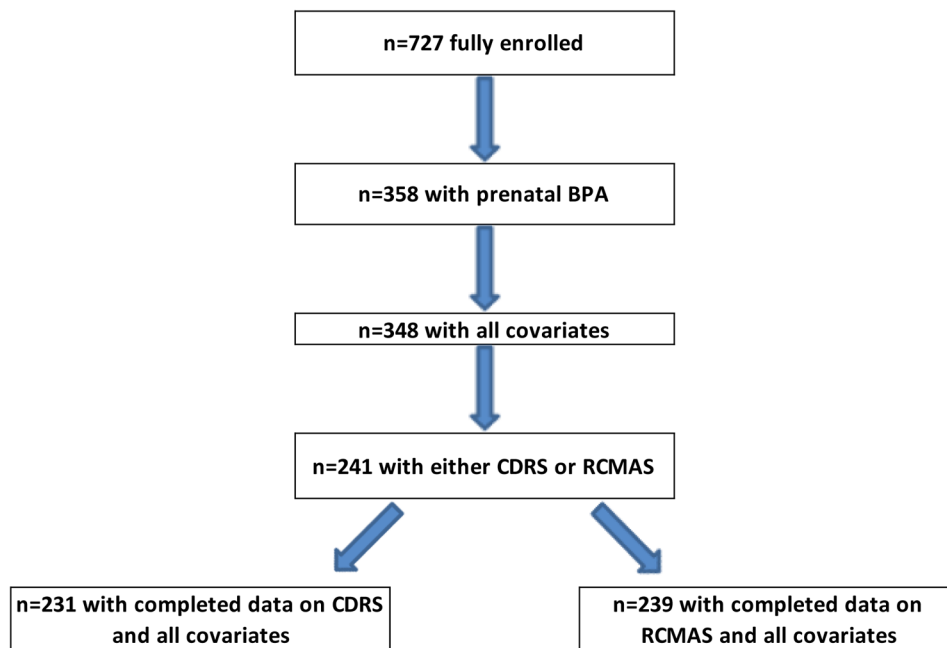 n=727 fully enrolled
n=358 with prenatal BPA
n=348 with all covariates
n=241 with either CDRS or RCMAS
n=231 with completed data on CDRS
and all covariates
n=239 with completed data on
RCMAS and all covariates